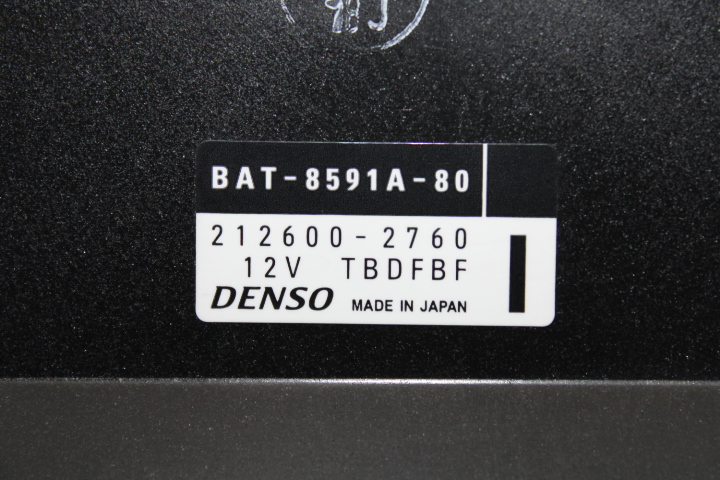 BAT-8591A-80
212600-2760
12V TBDFBF
DENSO MADE IN JAPAN